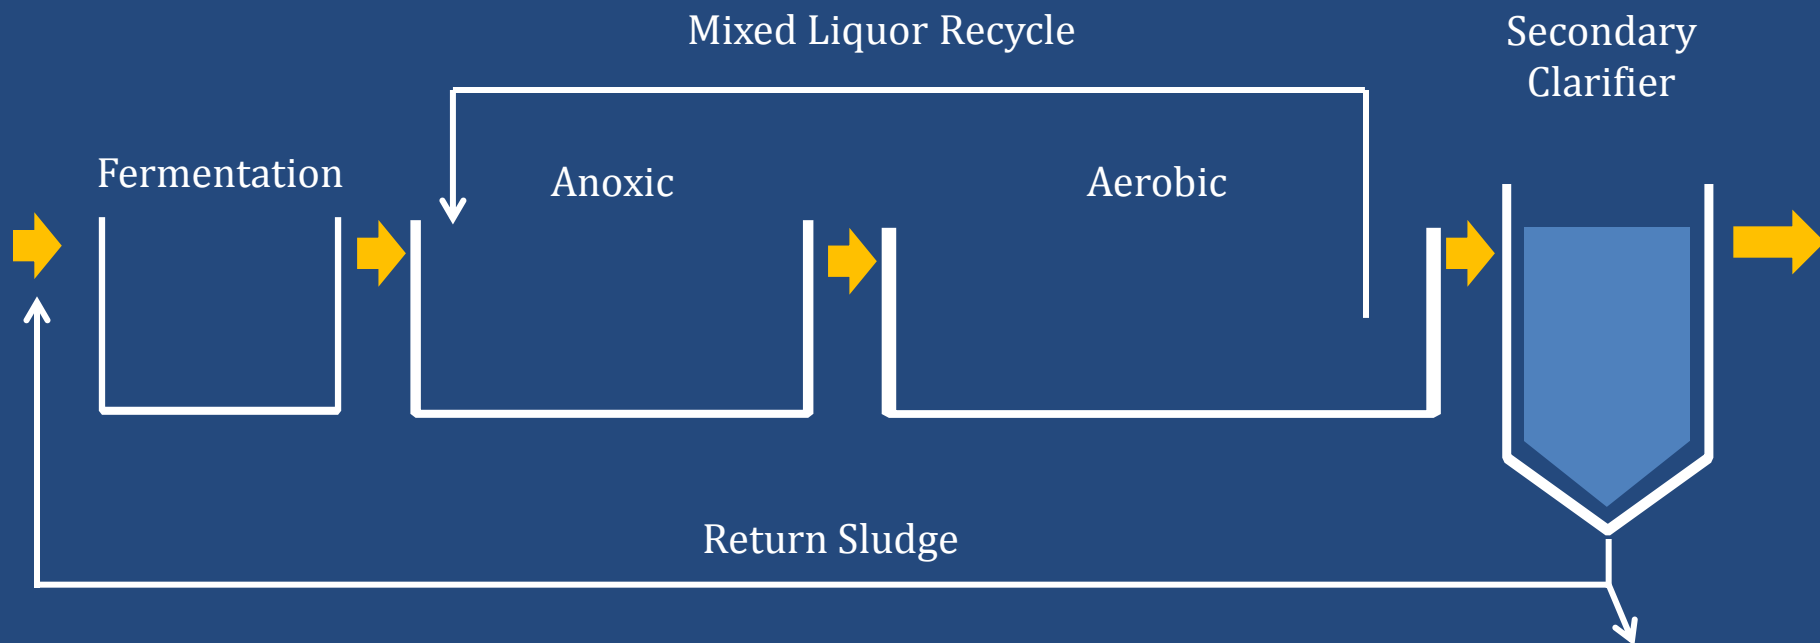 Mixed Liquor Recycle
Secondary
Clarifier
Fermentation
Anoxic
Aerobic
Return Sludge